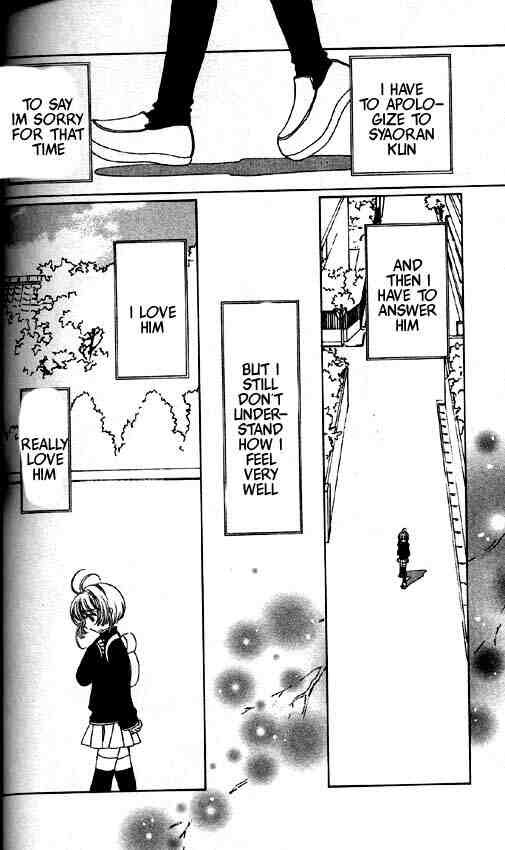 I HAVE
TO APOLO-
GIZE TO
SYAORAN
KUN
TO SAY
IM SORRY
FOR THAT
TIME
AND
THEN I
HAVE TO
ANSWER
HIM
BUT I
STILL
DON'T
UNDER-
STAND
HOW I
FEEL
VERY
WELL
I LOVE
HIM
REALLY
LOVE
HIM